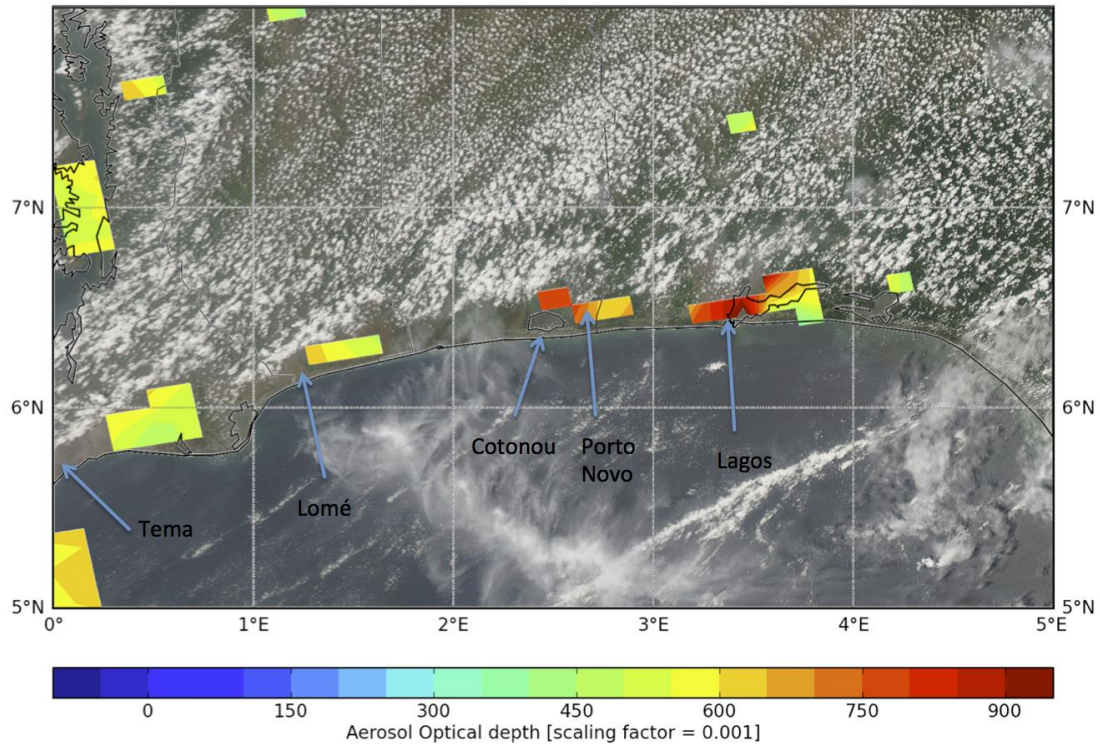 7°N
7°N
6°N
6°N
Cotonou
Porto
Novo
Lagos
Lomé
Tema
5°N
5°N
0°
1°E
2°E
3°E
4°E
5°E
0
150
300
450
600
750
900
Aerosol Optical depth [scaling factor = 0.001]